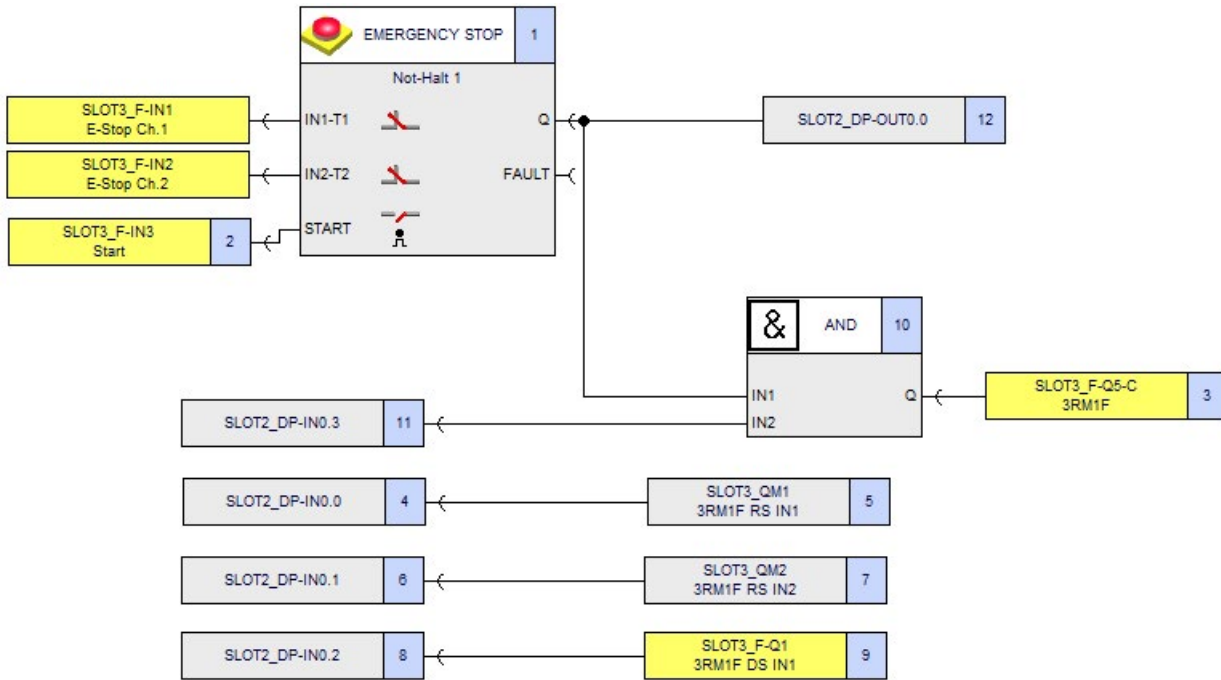 EMERGENCY STOP 1
Not-Halt 1
SLOT3_F-IN1
E-Stop Ch.1
IN1-T1 Q
SLOT2_DP-OUT0.0 12
SLOT3_F-IN2
E-Stop Ch.2
IN2-T2 FAULT
SLOT3_F-IN3
Start
2
START
& AND 10
IN1 Q
IN2
SLOT3_F-Q5-C
3RM1F
3
SLOT2_DP-IN0.3 11
SLOT2_DP-IN0.0 4
SLOT3_QM1
3RM1F RS IN1
5
SLOT2_DP-IN0.1 6
SLOT3_QM2
3RM1F RS IN2
7
SLOT2_DP-IN0.2 8
SLOT3_F-Q1
3RM1F DS IN1
9